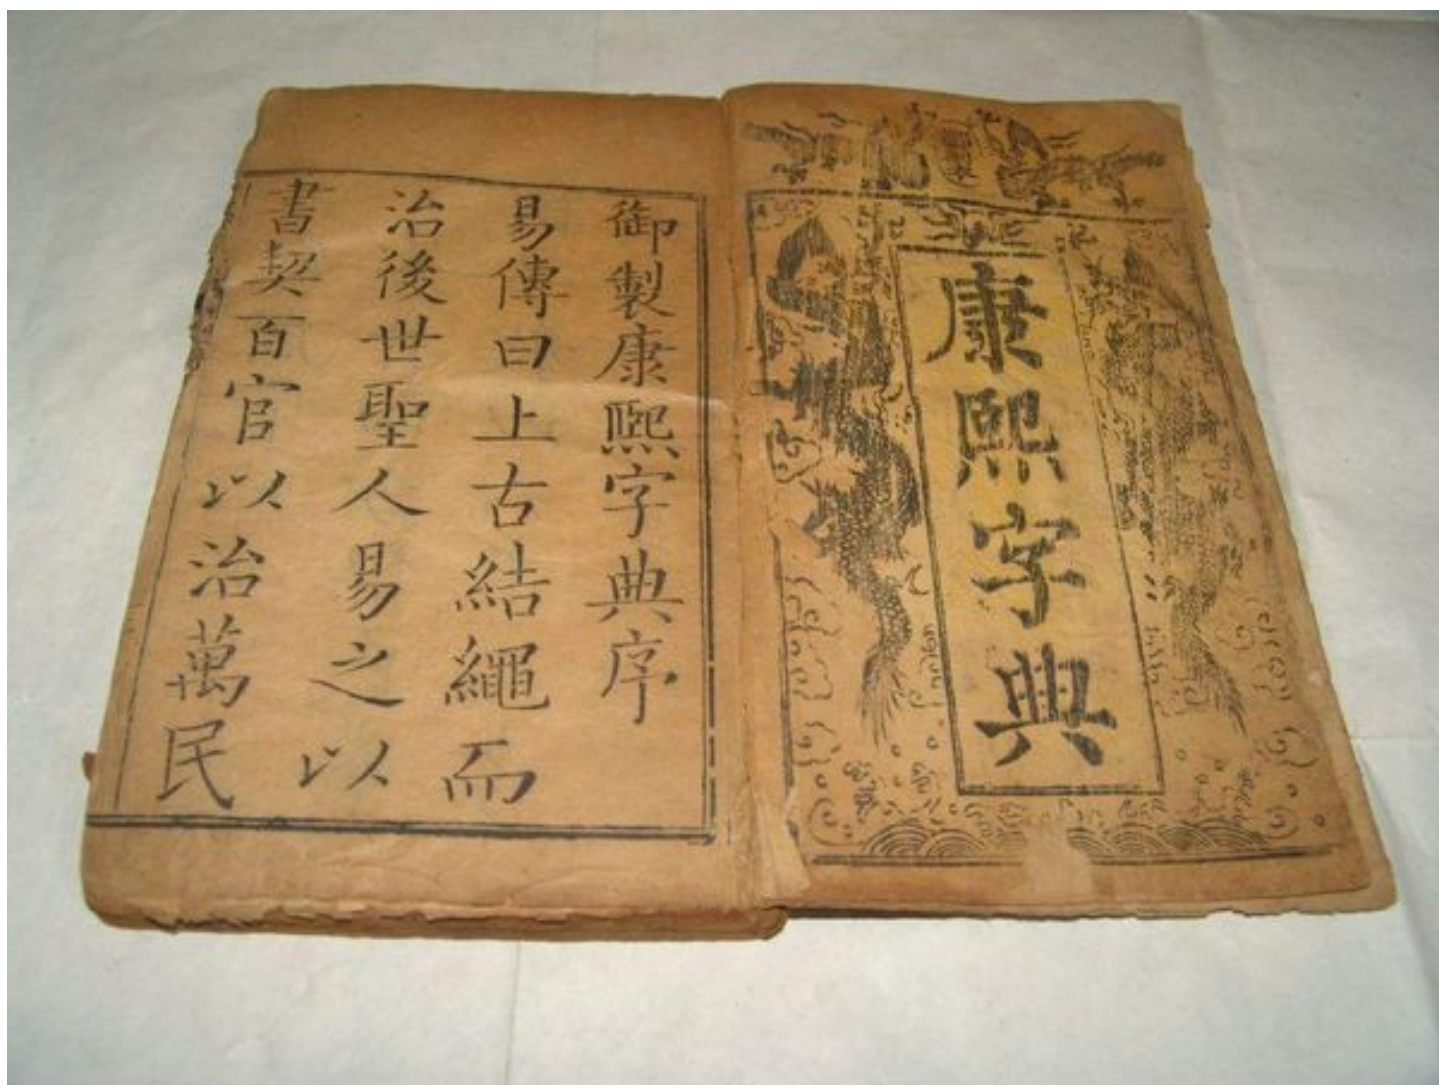 康熙字典
御製康熙字典序
易傳曰上古結繩而
治後世聖人易之以
書契百官以治萬民